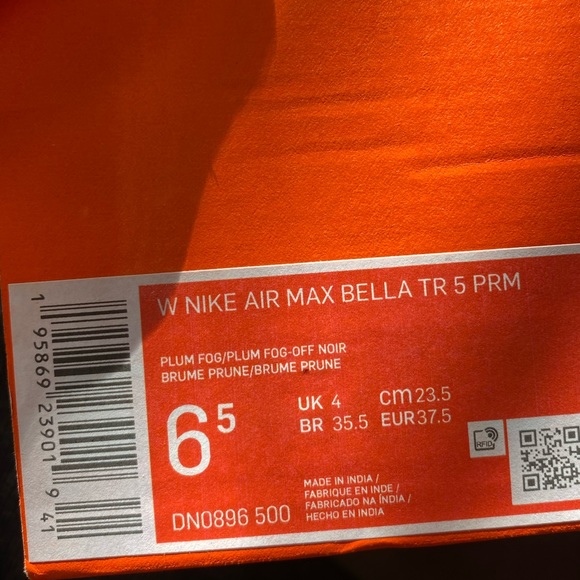 W NIKE AIR MAX BELLA TR 5 PRM
PLUM FOG/PLUM FOG-OFF NOIR
BRUME PRUNE/BRUME PRUNE
6 5
UK 4 cm 23.5
BR 35.5 EUR 37.5
RFID
MADE IN INDIA /
FABRIQUE EN INDE /
FABRICADO NA ÍNDIA /
HECHO EN INDIA
DN0896 500
1 95869 23901 9 41